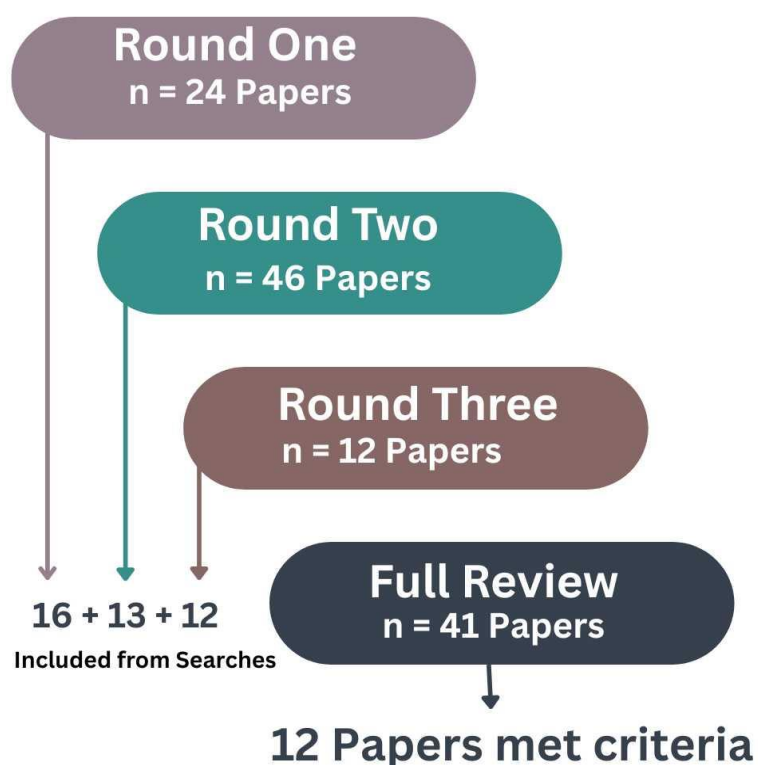 Round One
n = 24 Papers
Round Two
n = 46 Papers
Round Three
n = 12 Papers
16 + 13 + 12
Included from Searches
Full Review
n = 41 Papers
12 Papers met criteria